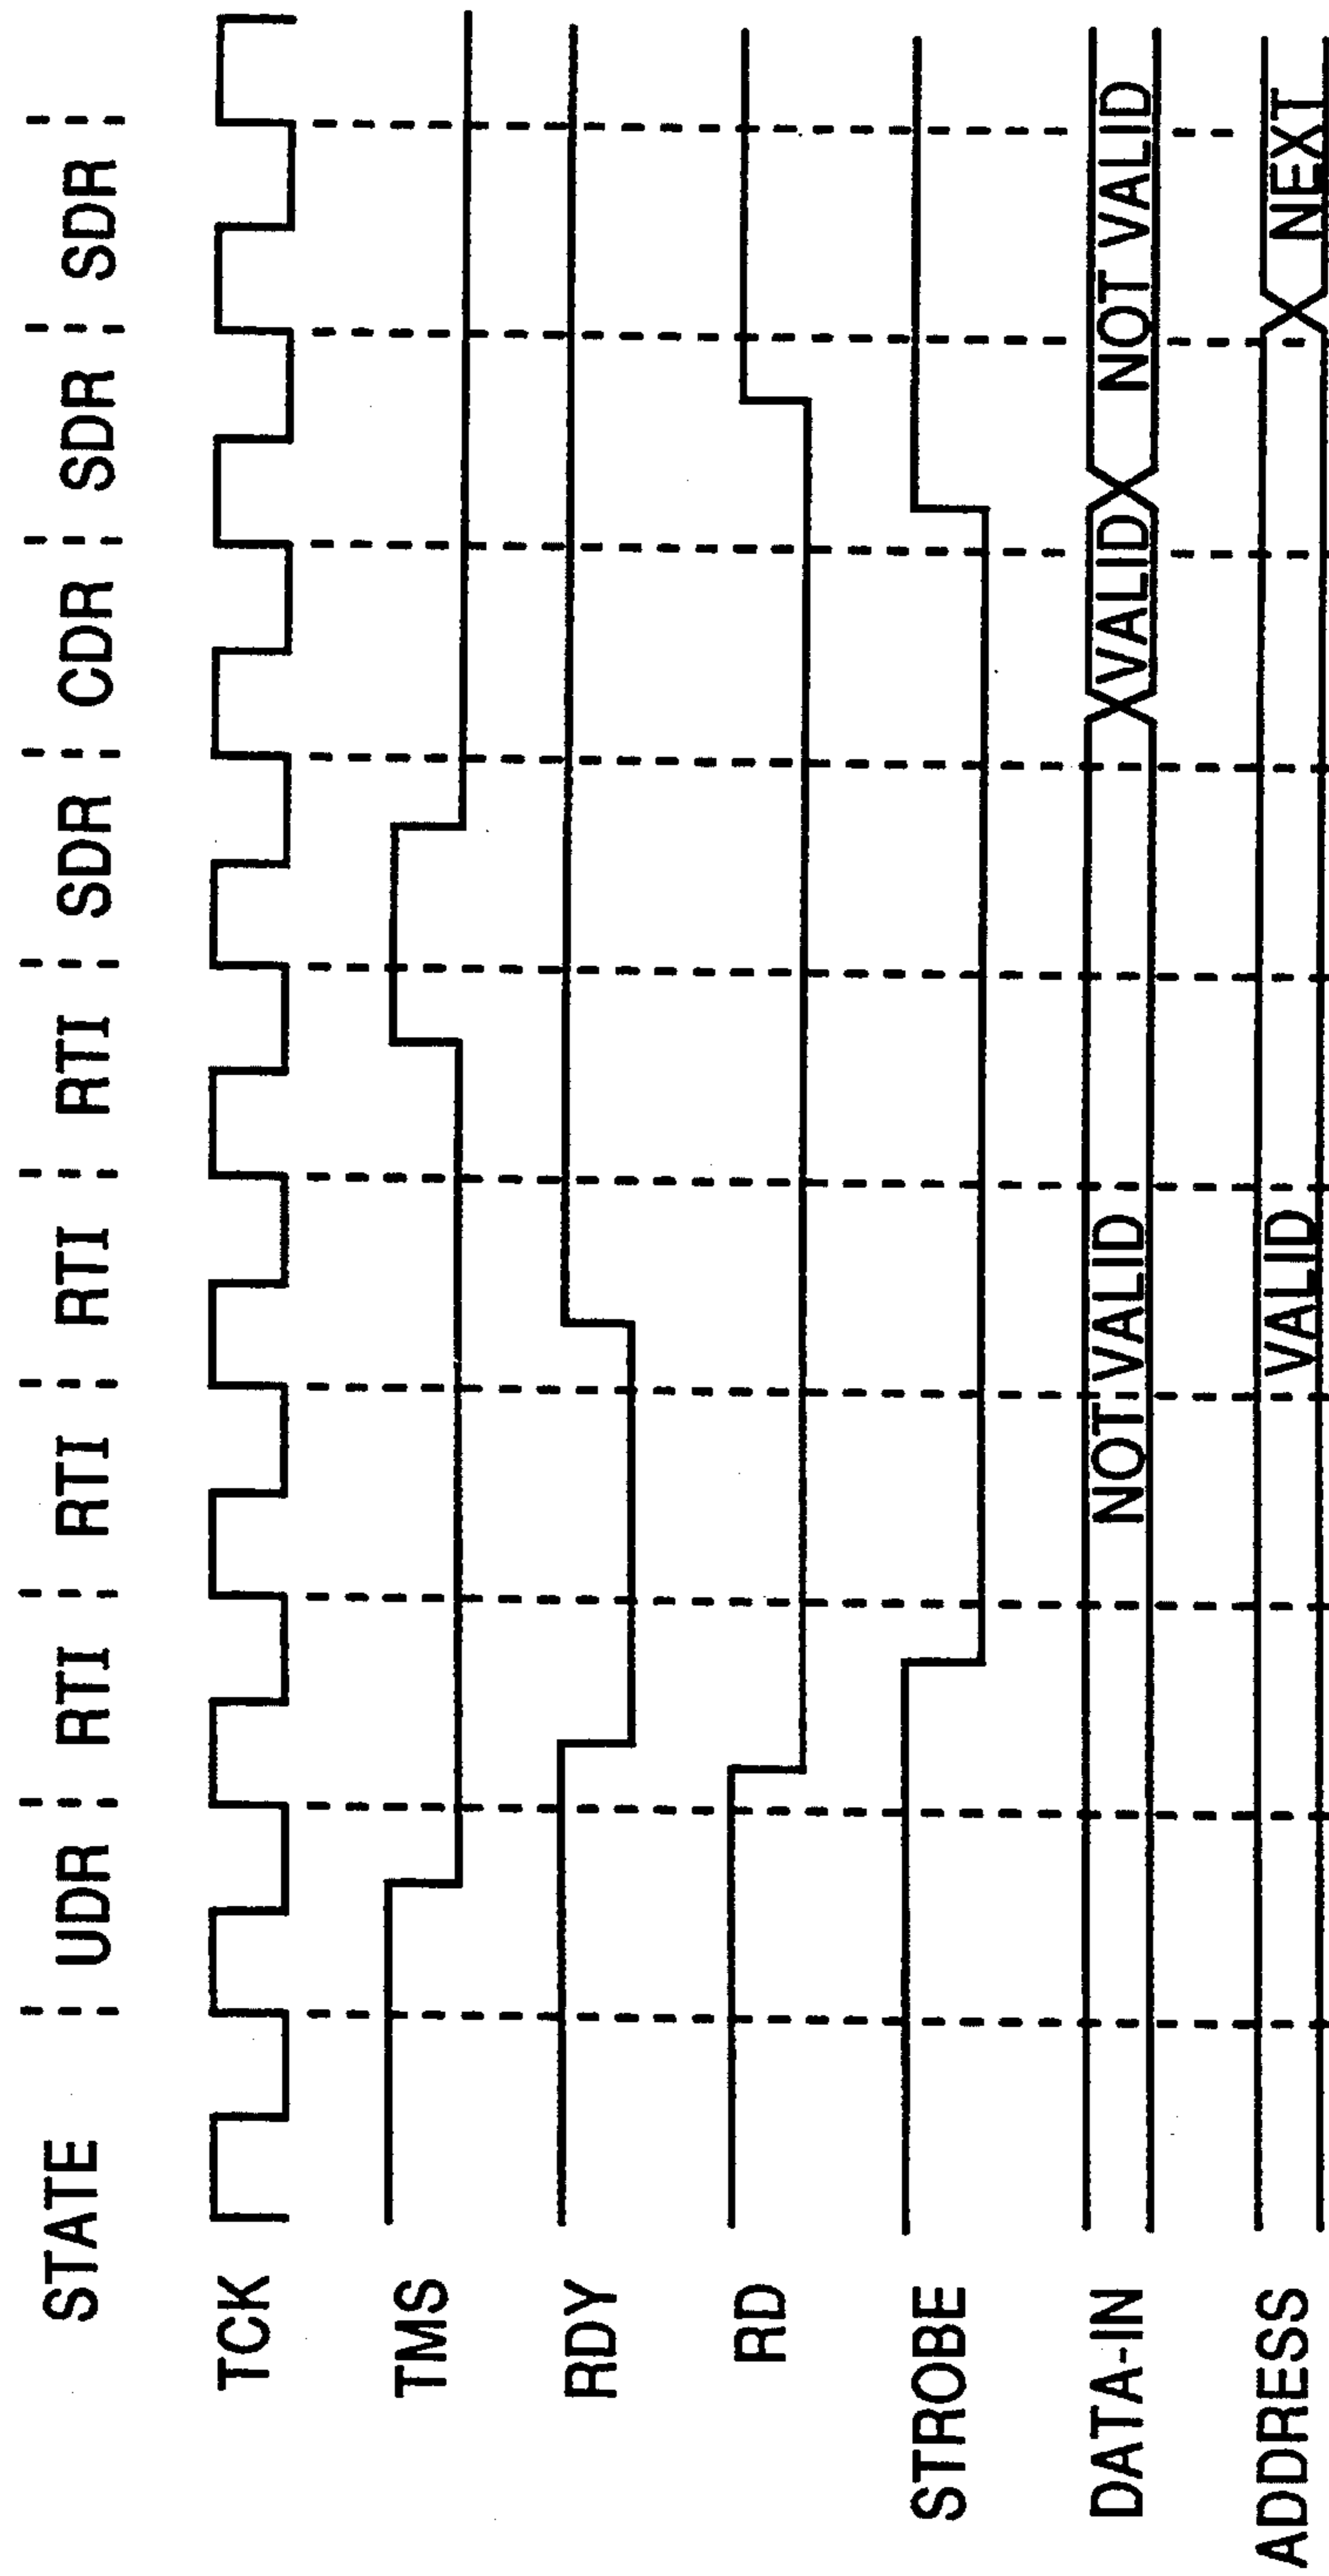 STATE UDR RTI RTI RTI RTI SDR CDR SDR SDR
TCK
TMS
RDY
RD
STROBE
DATA-IN NOT VALID VALID NOT VALID
ADDRESS VALID NEXT